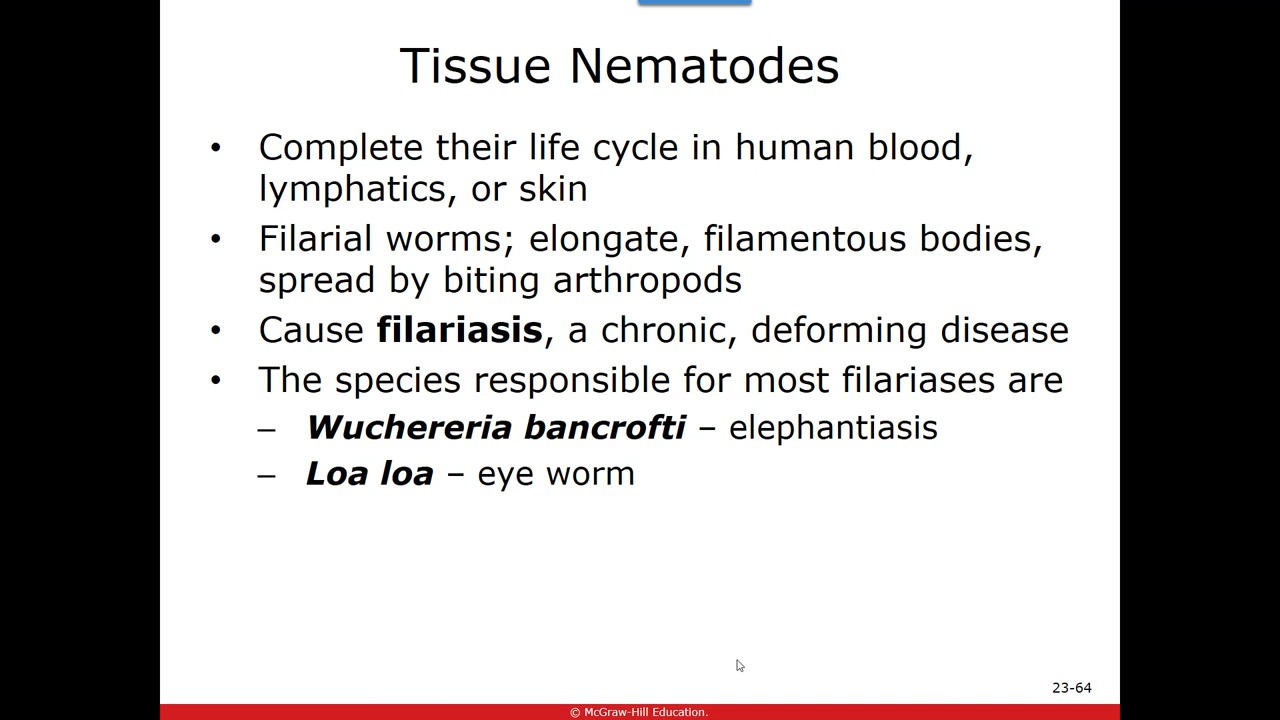 Tissue Nematodes
• Complete their life cycle in human blood,
lymphatics, or skin
• Filarial worms; elongate, filamentous bodies,
spread by biting arthropods
• Cause filariasis, a chronic, deforming disease
• The species responsible for most filariases are
– Wuchereria bancrofti – elephantiasis
– Loa loa – eye worm
23-64
© McGraw-Hill Education.